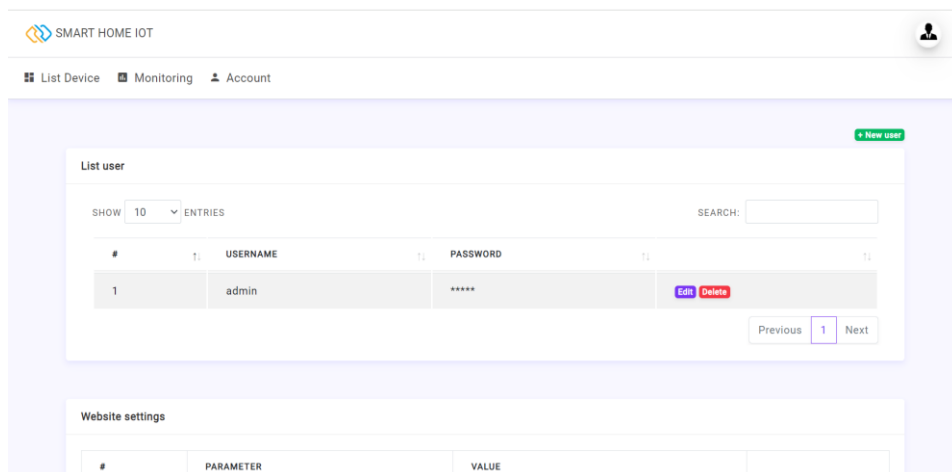 SMART HOME IOT
List Device Monitoring Account
+ New user
List user
SHOW 10 ENTRIES SEARCH:
# USERNAME PASSWORD
1 admin ***** Edit Delete
Previous 1 Next
Website settings
# PARAMETER VALUE